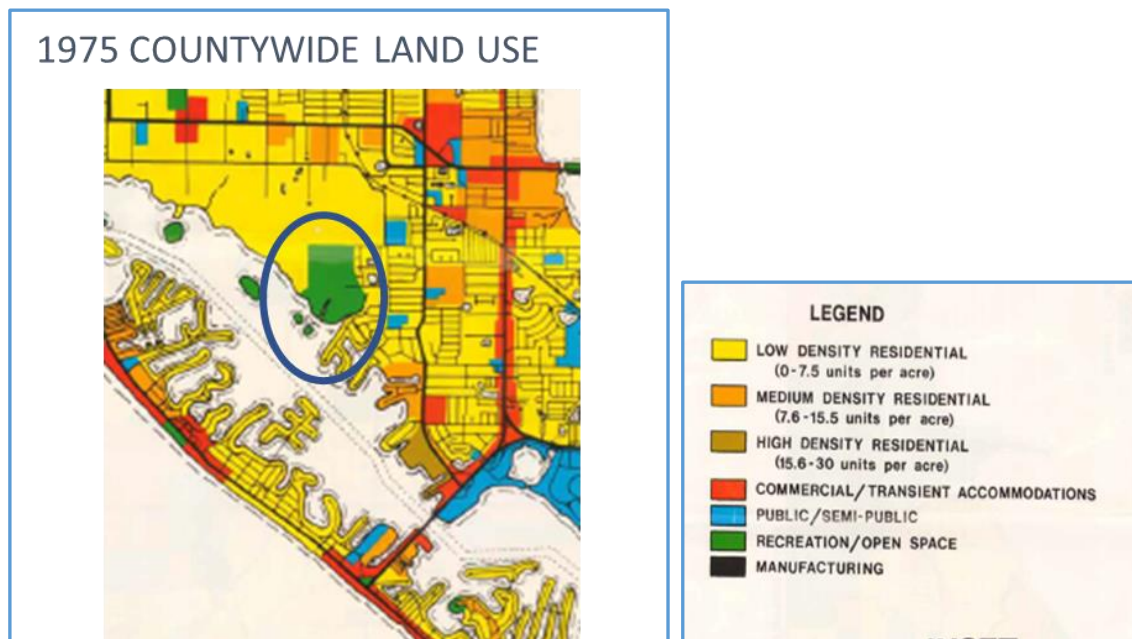 1975 COUNTYWIDE LAND USE
LEGEND
LOW DENSITY RESIDENTIAL
(0-7.5 units per acre)
MEDIUM DENSITY RESIDENTIAL
(7.6-15.5 units per acre)
HIGH DENSITY RESIDENTIAL
(15.6-30 units per acre)
COMMERCIAL/TRANSIENT ACCOMMODATIONS
PUBLIC/SEMI-PUBLIC
RECREATION/OPEN SPACE
MANUFACTURING